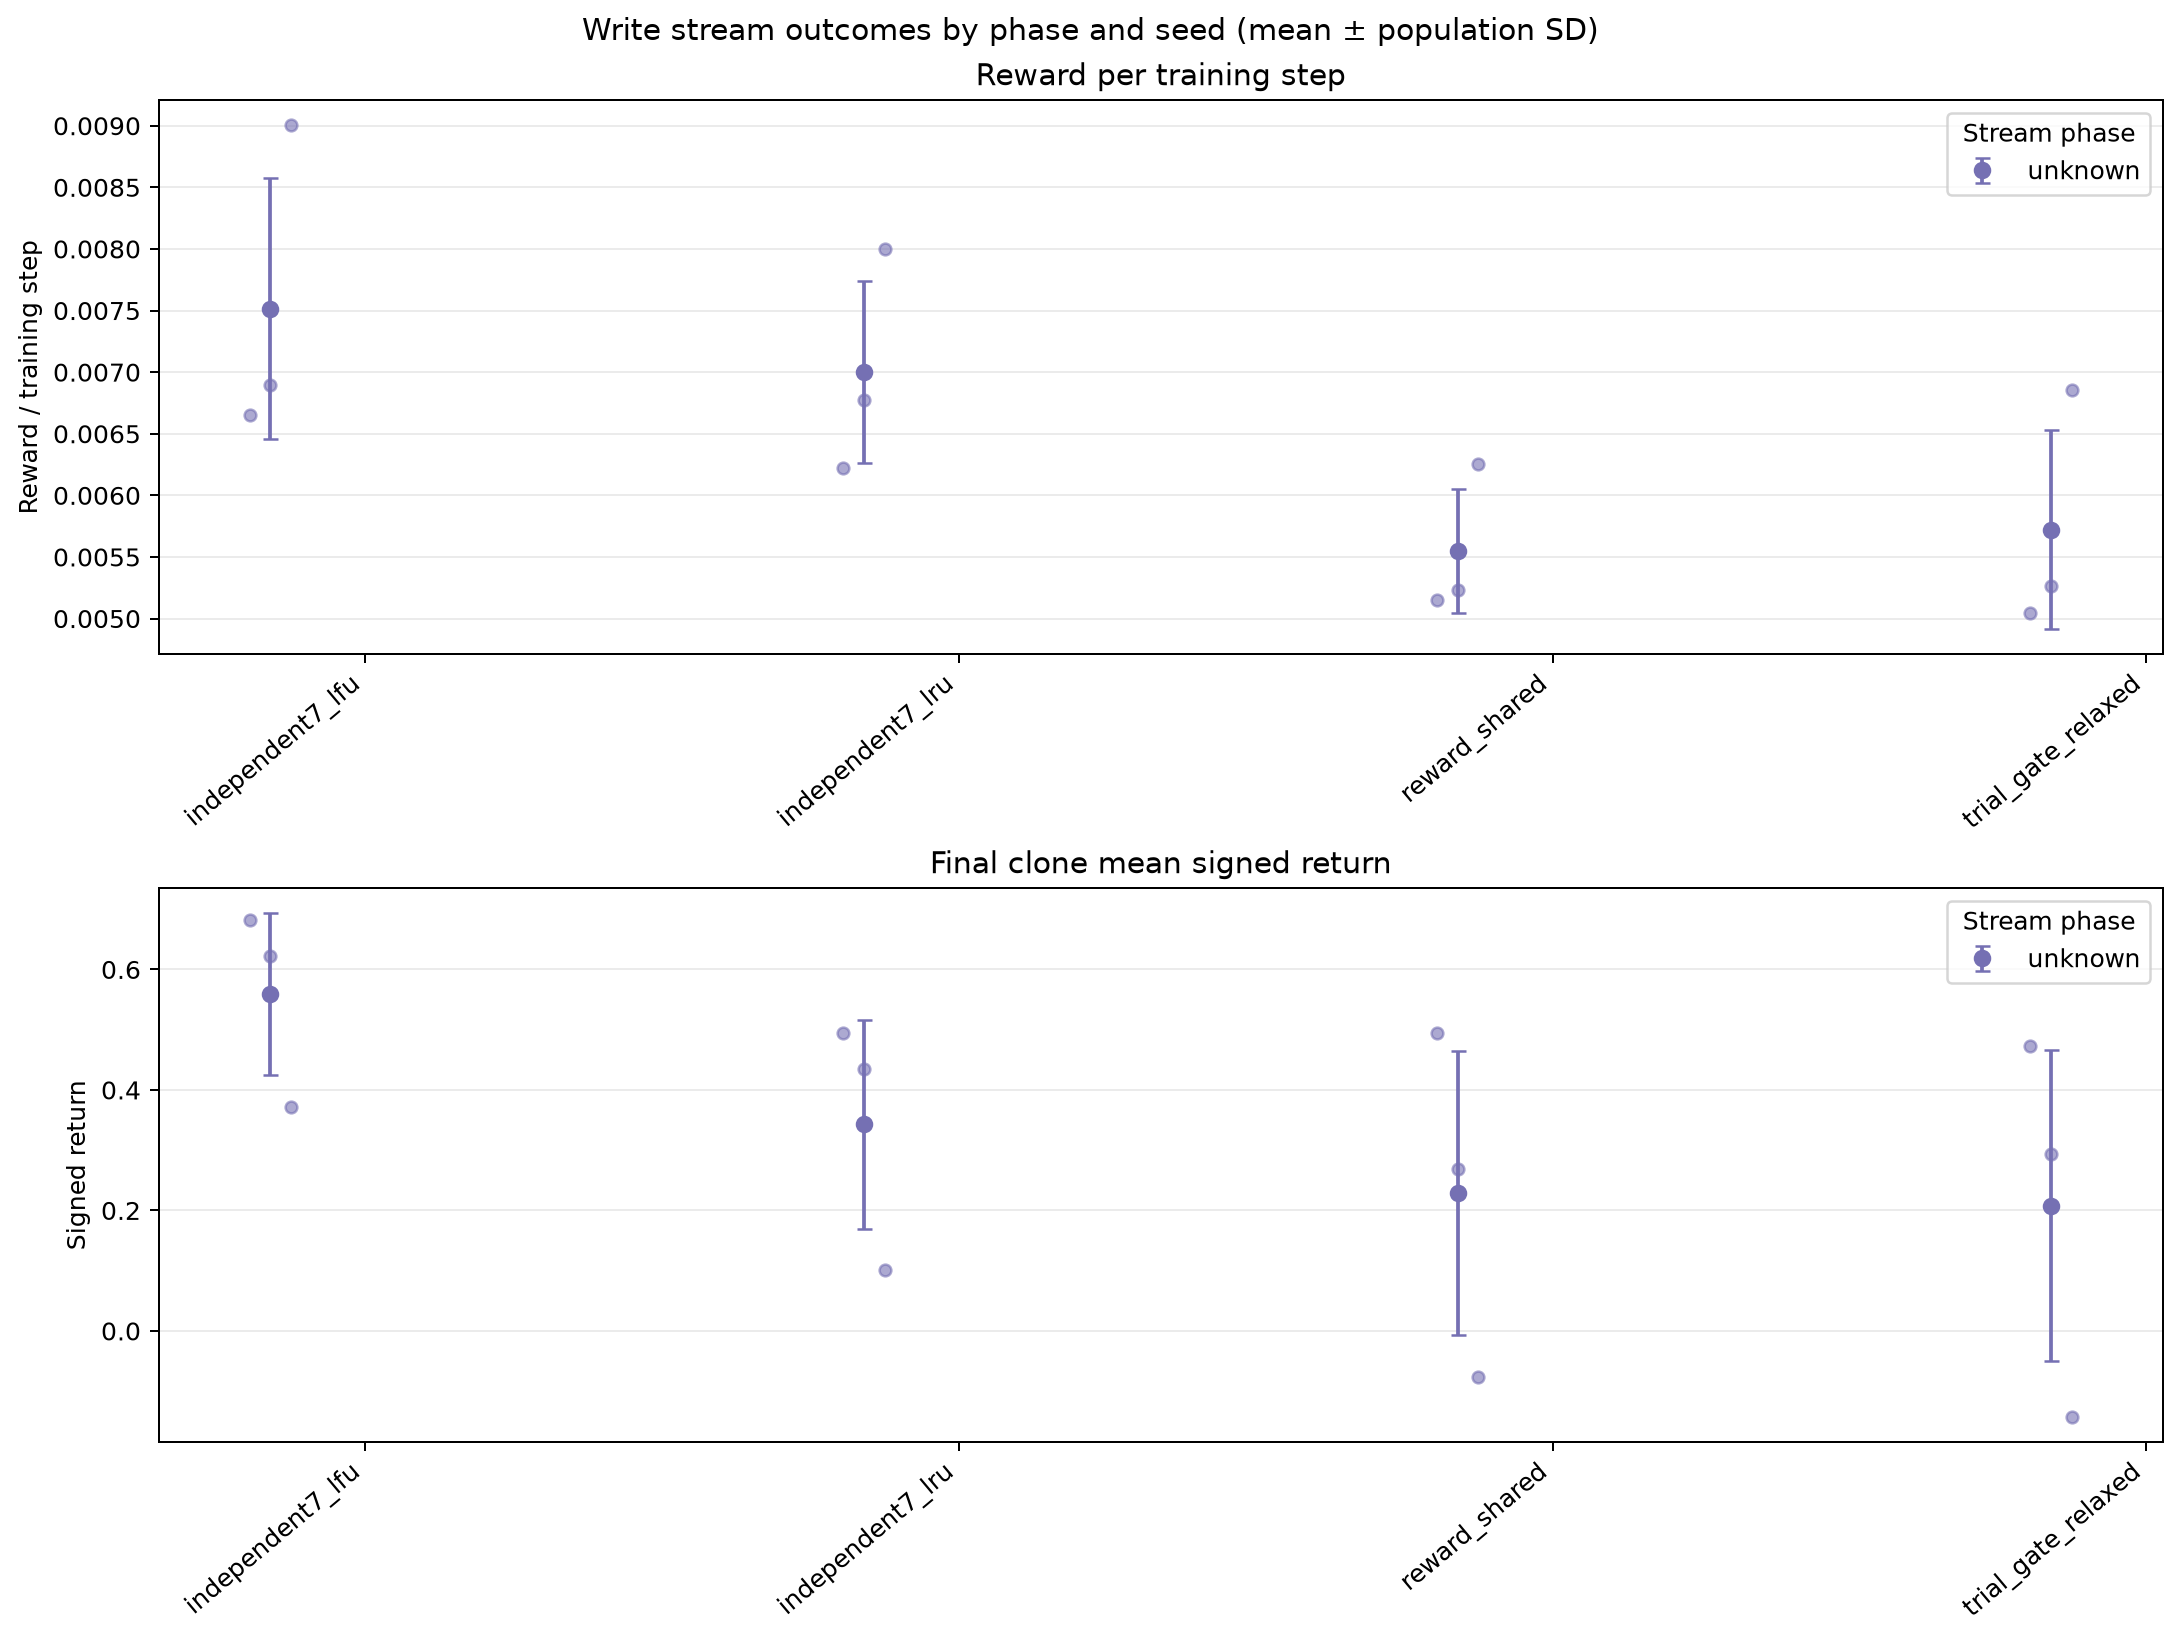 Write stream outcomes by phase and seed (mean ± population SD)
Reward per training step
Reward / training step
0.0090
0.0085
0.0080
0.0075
0.0070
0.0065
0.0060
0.0055
0.0050
Stream phase
unknown
independent7_lfu
independent7_lru
reward_shared
trial_gate_relaxed
Final clone mean signed return
Signed return
0.6
0.4
0.2
0.0
Stream phase
unknown
independent7_lfu
independent7_lru
reward_shared
trial_gate_relaxed